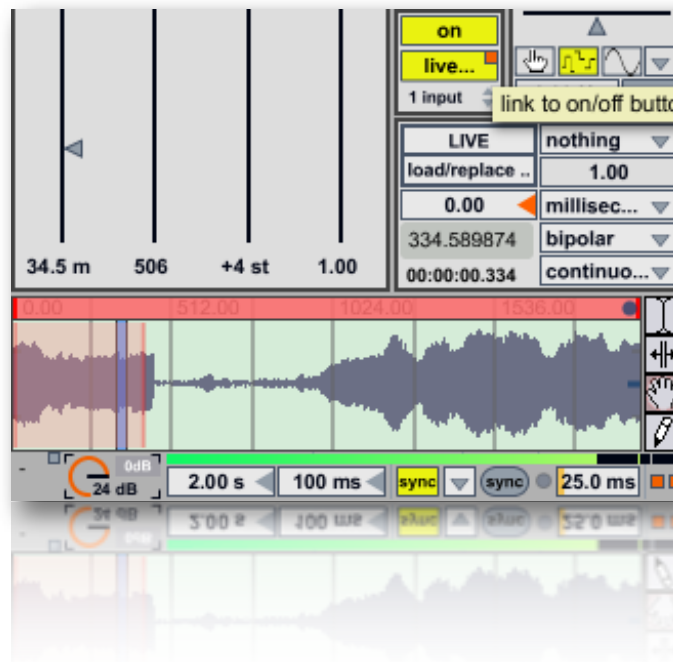 on
live...
1 input
link to on/off butto
LIVE
nothing
load/replace ..
1.00
0.00
millisec...
334.589874
bipolar
00:00:00.334
continuo...
34.5 m
506
+4 st
1.00
0.00
512.00
1024.00
1536.00
0dB
24 dB
2.00 s
100 ms
sync
sync
25.0 ms